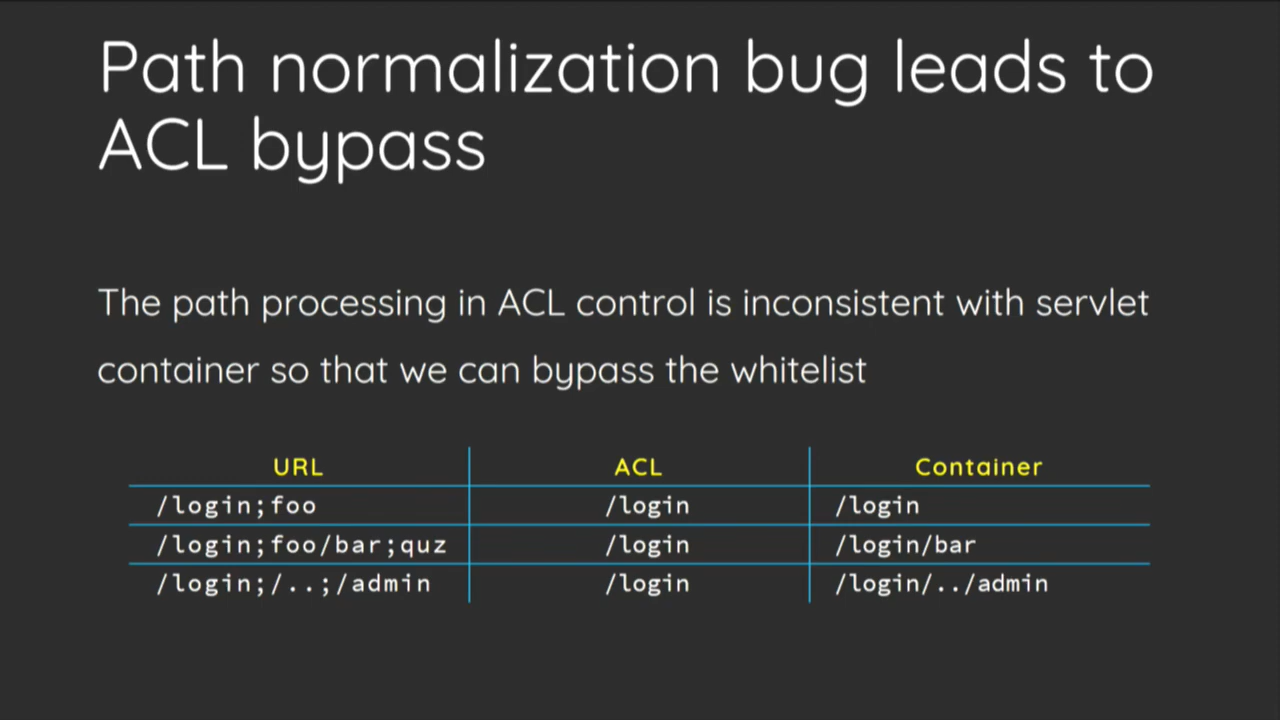 Path normalization bug leads to
ACL bypass
The path processing in ACL control is inconsistent with servlet
container so that we can bypass the whitelist
URL ACL Container
/login;foo /login /login
/login;foo/bar;quz /login /login/bar
/login;/..;/admin /login /login/../admin